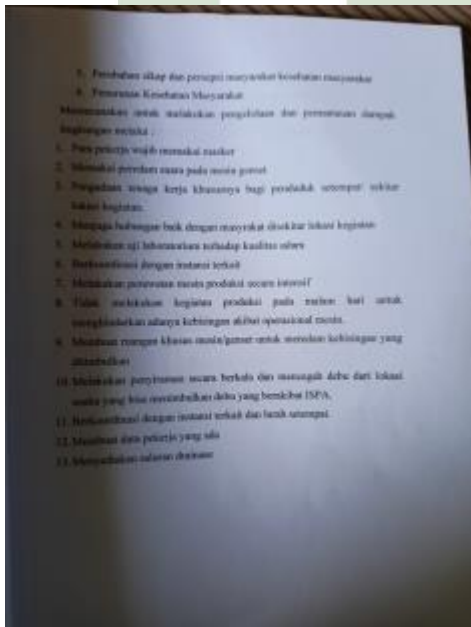 5. Perubahan sikap dan persepsi masyarakat kesehatan masyarakat
6. Penurunan Kesehatan Masyarakat
Merencanakan untuk melakukan pengelolaan dan pemantauan dampak
lingkungan melalui :
1. Para pekerja wajib memakai masker
2. Memakai peredam suara pada mesin genset
3. Pengadaan tenaga kerja khususnya bagi penduduk setempat/ sekitar
lokasi kegiatan.
4. Menjaga hubungan baik dengan masyrakat disekitar lokasi kegiatan
5. Melakukan uji laboratorium terhadap kualitas udara
6. Berkoordinasi dengan instansi terkait
7. Melakukan perawatan mesin produksi secara intensif
8. Tidak melakukan kegiatan produksi pada malam hari untuk
menghindarkan adanya kebisingan akibat operasional mesin.
9. Membuat ruangan khusus mesin/genset untuk meredam kebisingan yang
ditimbulkan
10. Melakukan penyiraman secara berkala dan mencegah debu dari lokasi
usaha yang bisa menimbulkan debu yang berakibat ISPA.
11. Berkoordinasi dengan instansi terkait dan lurah setempat.
12. Membuat data pekerja yang ada
13. Menyediakan saluran drainase